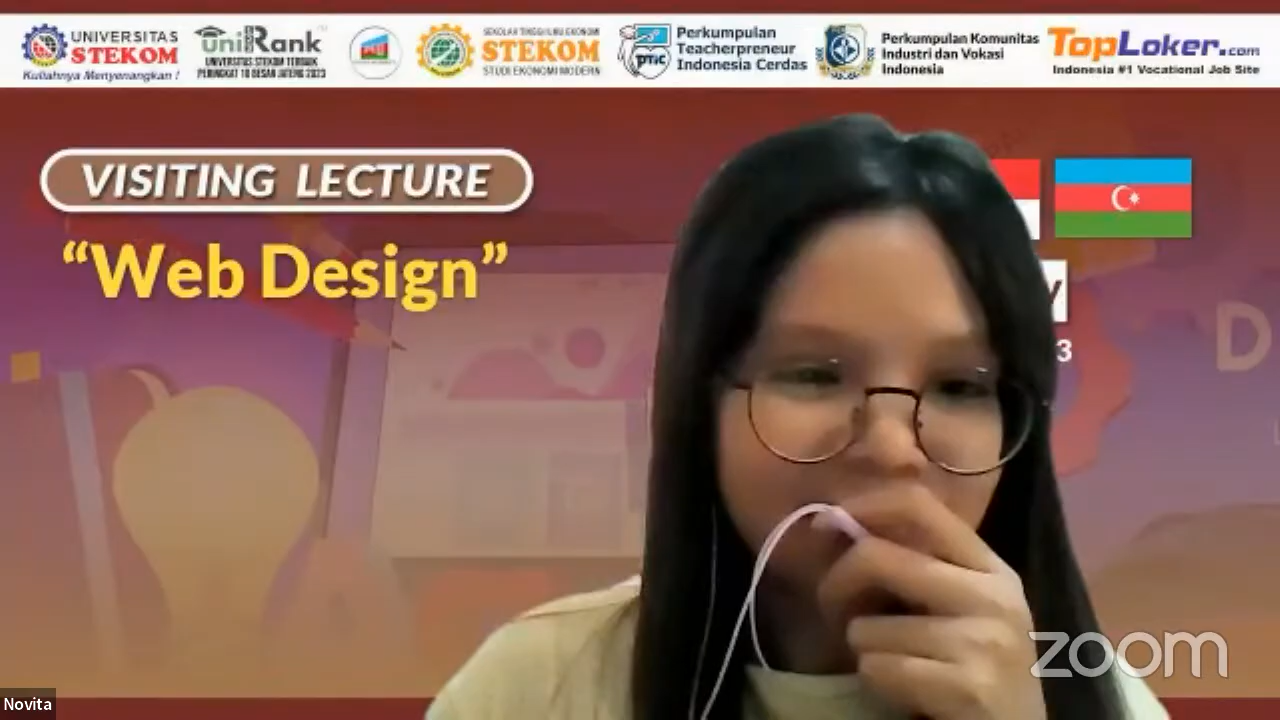 UNIVERSITAS
STEKOM
Kuliahnya Menyenangkan !
UniRank
UNIVERSITAS STEKOM TERBAIK
PERINGKAT 10 BESAR JATENG 2023
SEKOLAH TINGGI ILMU EKONOMI
STEKOM
STUDI EKONOMI MODERN
PTIC
Perkumpulan
Teacherpreneur
Indonesia Cerdas
Perkumpulan Komunitas
Industri dan Vokasi
Indonesia
TopLoker.com
Indonesia #1 Vocational Job Site
VISITING LECTURE
“Web Design”
3
D
zoom
Novita